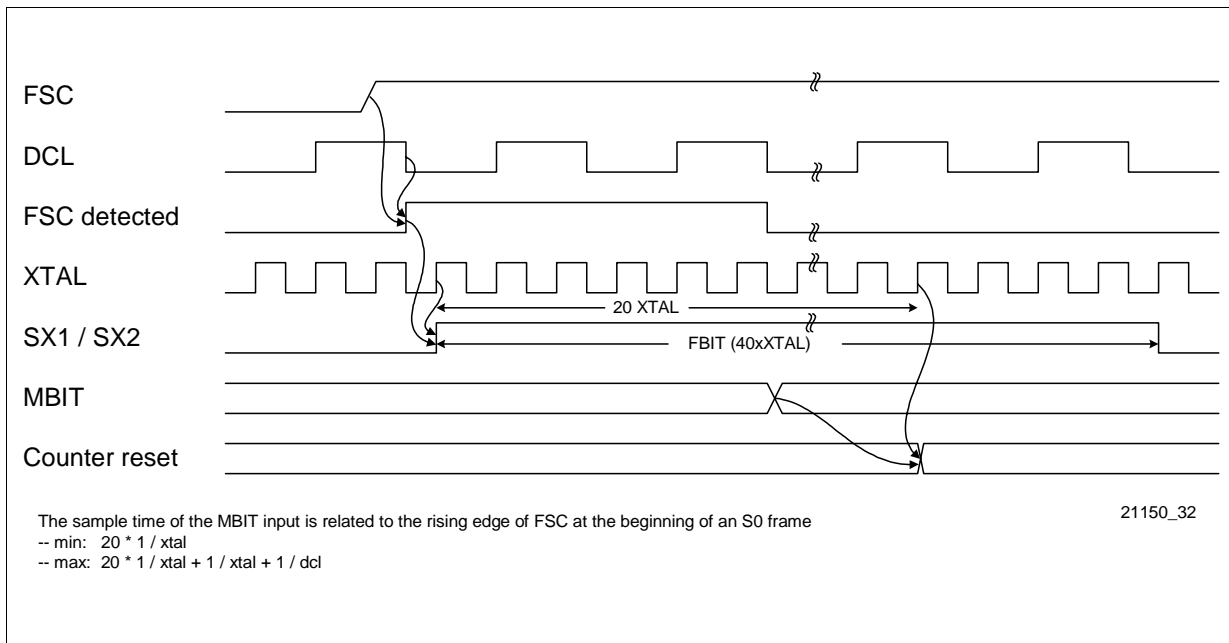 FSC
DCL
FSC detected
XTAL
20 XTAL
SX1 / SX2
FBIT (40xXTAL)
MBIT
Counter reset
The sample time of the MBIT input is related to the rising edge of FSC at the beginning of an S0 frame
21150_32
-- min: 20 * 1 / xtal
-- max: 20 * 1 / xtal + 1 / xtal + 1 / dcl